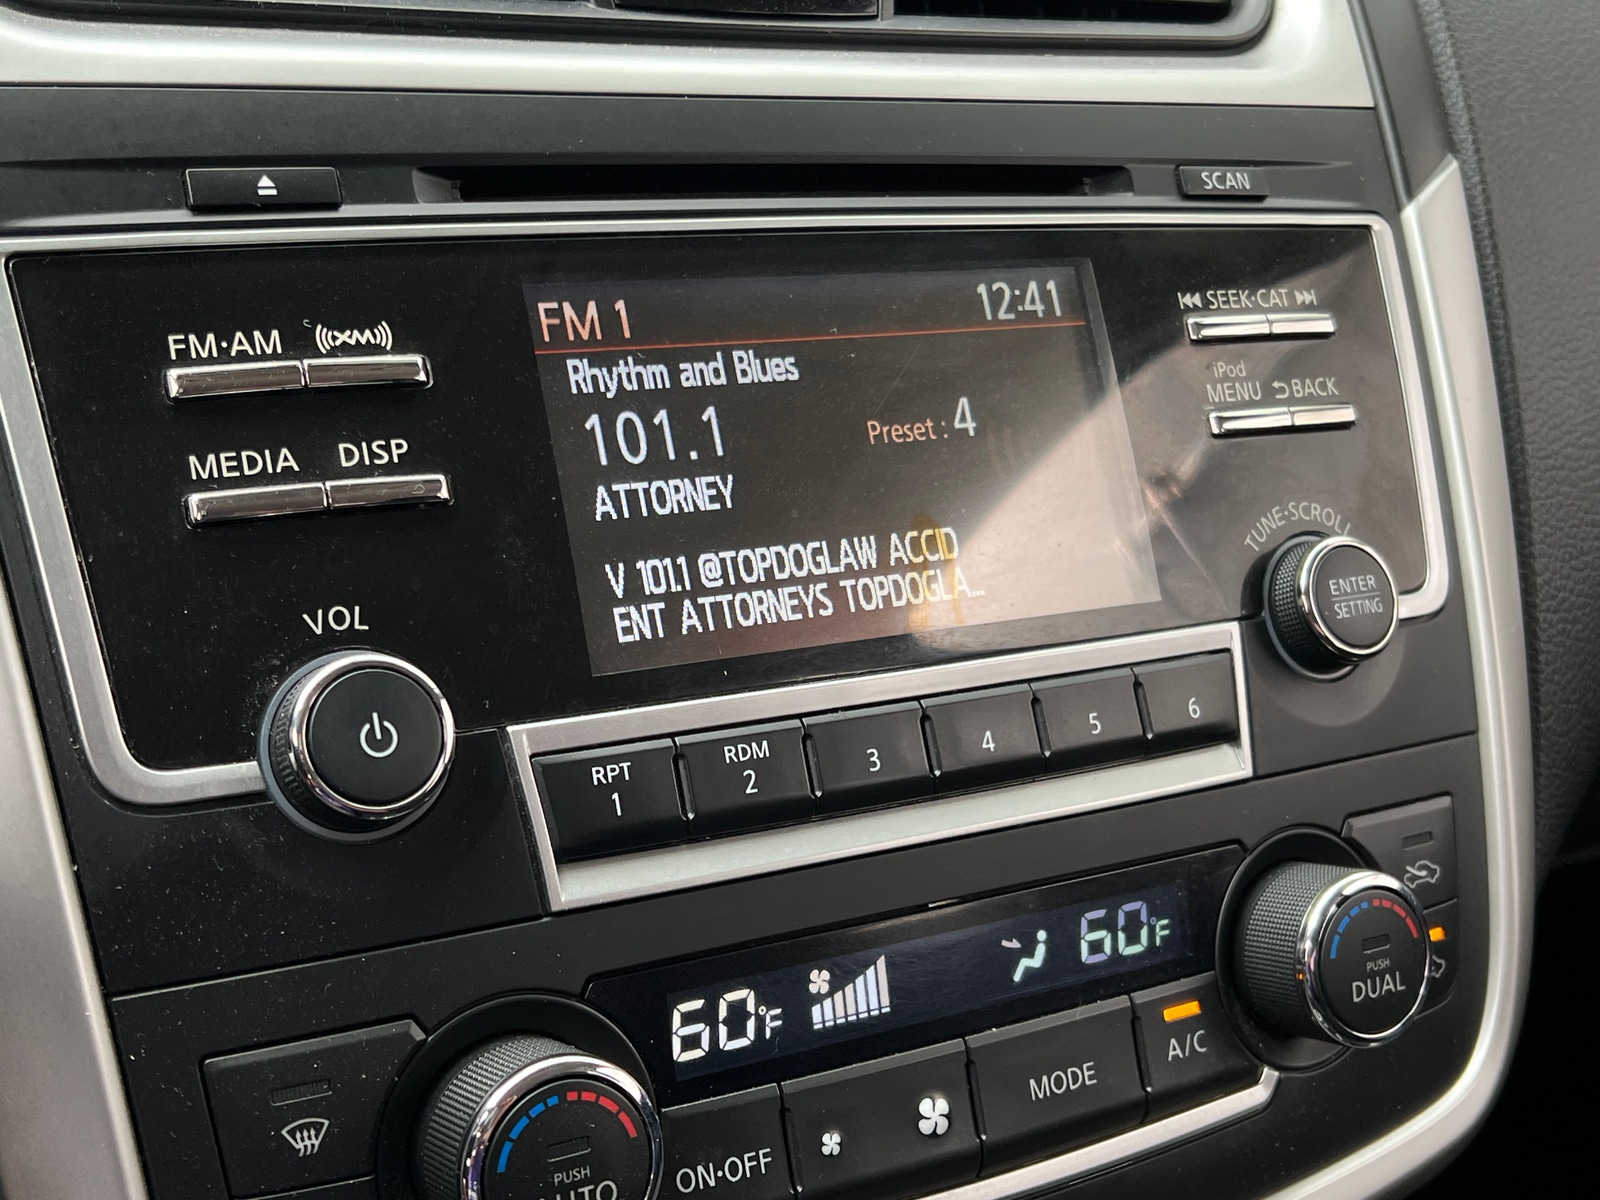 SCAN
FM·AM (((XM)))
MEDIA DISP
VOL
FM 1 12:41
Rhythm and Blues
101.1 Preset : 4
ATTORNEY
V 101.1 @TOPDOGLAW ACCID
ENT ATTORNEYS TOPDOGLA...
SEEK·CAT
iPod
MENU BACK
TUNE·SCROLL
ENTER
SETTING
RPT
1
RDM
2
3
4
5
6
60°F 60°F
PUSH
DUAL
A/C
MODE
ON·OFF
PUSH
AUTO